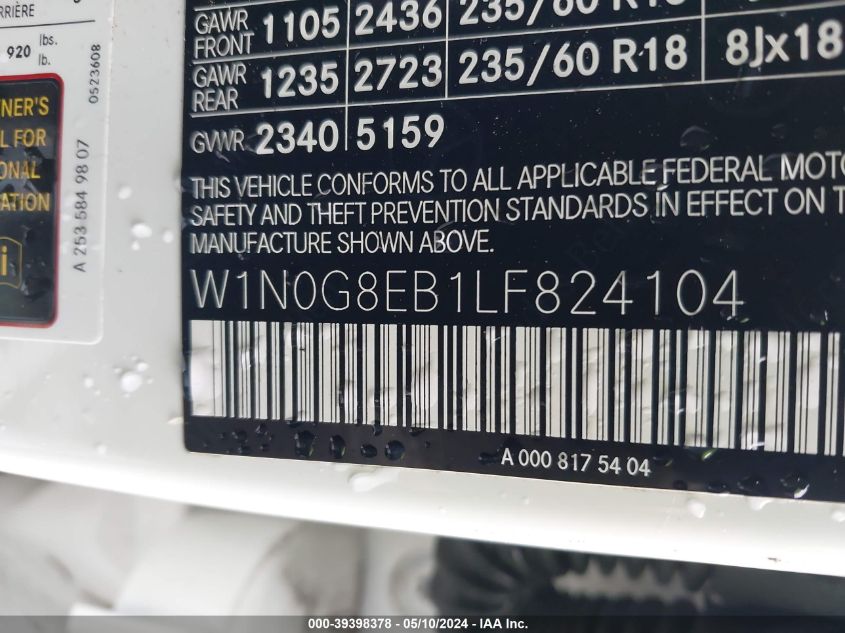 RRIÈRE
920 lbs.
lb.
0523608
NER'S
L FOR
ONAL
ATION
i
A 253 584 98 07
GAWR FRONT 1105 2436 235/60 R18
GAWR REAR 1235 2723 235/60 R18 8Jx18
GVWR 2340 5159
THIS VEHICLE CONFORMS TO ALL APPLICABLE FEDERAL MOTO
SAFETY AND THEFT PREVENTION STANDARDS IN EFFECT ON T
MANUFACTURE SHOWN ABOVE.
W1N0G8EB1LF824104
A 000 817 54 04
000-39398378 - 05/10/2024 - IAA Inc.